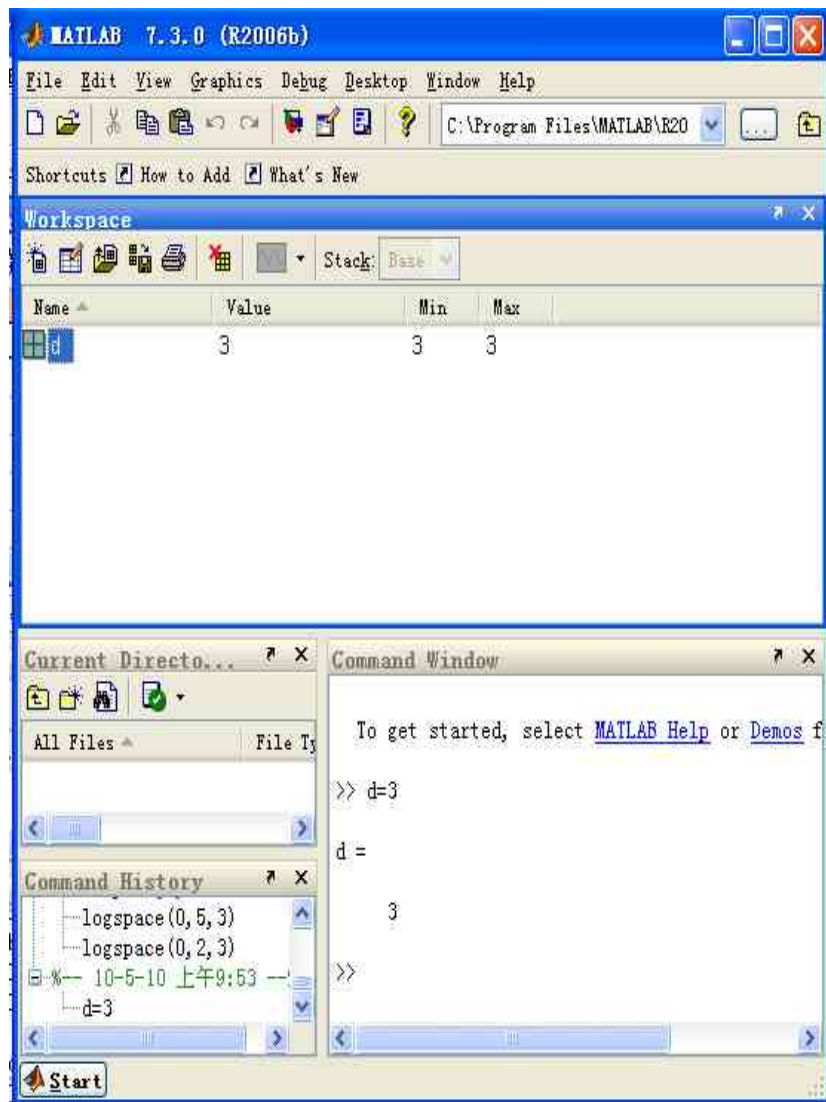 MATLAB 7.3.0 (R2006b)
File Edit View Graphics Debug Desktop Window Help
C:\Program Files\MATLAB\R20 ...
Shortcuts How to Add What's New
Workspace
Stack: Base
Name Value Min Max
d 3 3 3
Current Directo...
All Files File Ty
Command History
logspace(0,5,3)
logspace(0,2,3)
%-- 10-5-10 上午9:53 --
d=3
Command Window
To get started, select MATLAB Help or Demos f
>> d=3
d =
3
>>
Start